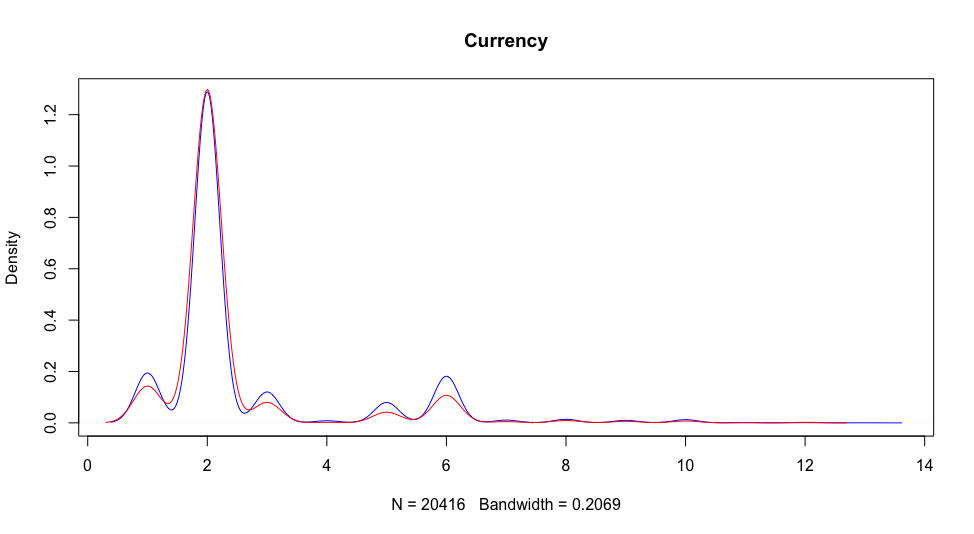 Currency
Density
0.0 0.2 0.4 0.6 0.8 1.0 1.2
0 2 4 6 8 10 12 14
N = 20416 Bandwidth = 0.2069